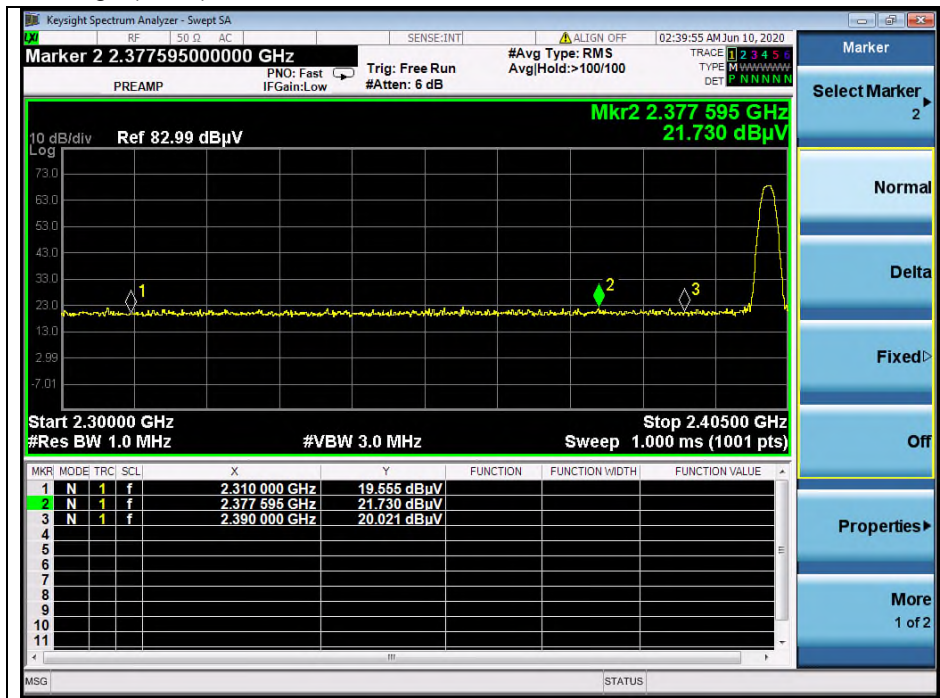 Keysight Spectrum Analyzer - Swept SA
LXI RF 50 Ω AC SENSE:INT ALIGN OFF 02:39:55 AM Jun 10, 2020
Marker 2 2.377595000000 GHz
PREAMP
PNO: Fast
IFGain:Low
Trig: Free Run
#Atten: 6 dB
#Avg Type: RMS
Avg|Hold:>100/100
TRACE 1 2 3 4 5 6
TYPE M WWWWW
DET P N N N N N
Mkr2 2.377 595 GHz
21.730 dBµV
10 dB/div Ref 82.99 dBµV
Log
73.0
63.0
53.0
43.0
33.0
23.0
13.0
2.99
-7.01
1
2
3
Start 2.30000 GHz Stop 2.40500 GHz
#Res BW 1.0 MHz #VBW 3.0 MHz Sweep 1.000 ms (1001 pts)
MKR MODE TRC SCL X Y FUNCTION FUNCTION WIDTH FUNCTION VALUE
1 N 1 f 2.310 000 GHz 19.555 dBµV
2 N 1 f 2.377 595 GHz 21.730 dBµV
3 N 1 f 2.390 000 GHz 20.021 dBµV
4
5
6
7
8
9
10
11
MSG STATUS
Marker
Select Marker
2
Normal
Delta
Fixed
Off
Properties
More
1 of 2